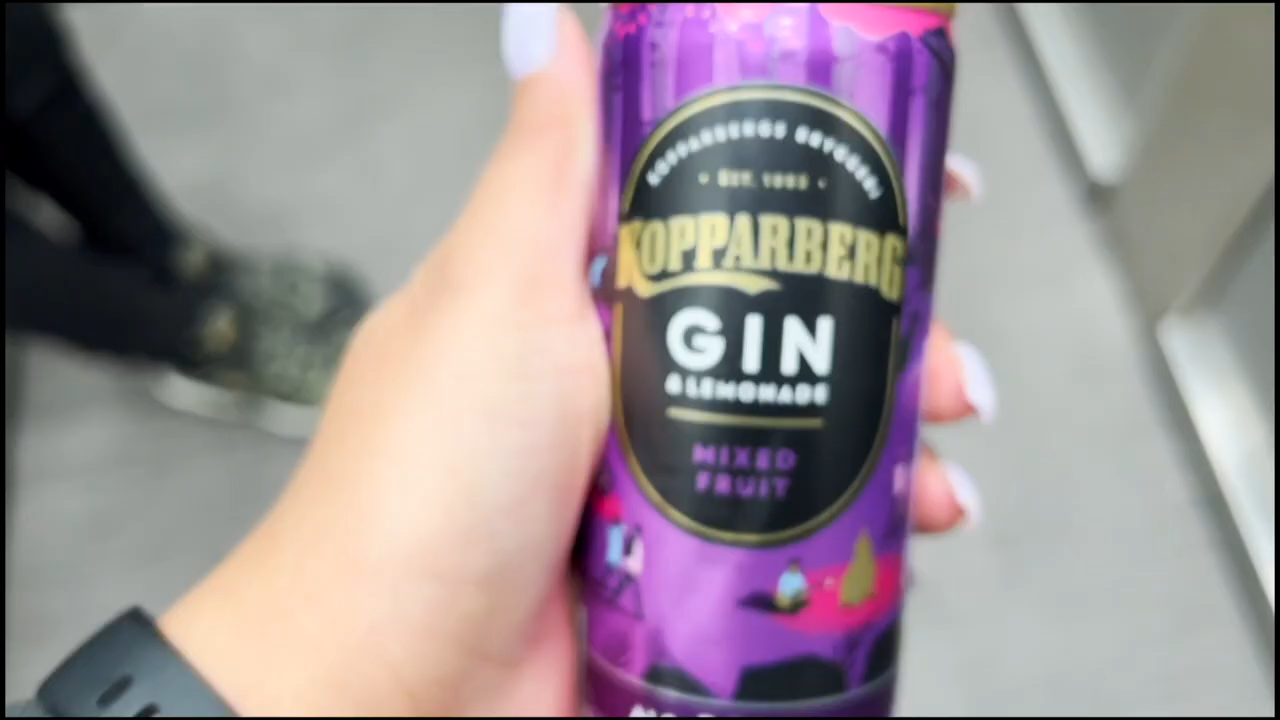 KOPPARBERGS BRYGGERI
EST. 1882
KOPPARBERG
GIN
& LEMONADE
MIXED
FRUIT